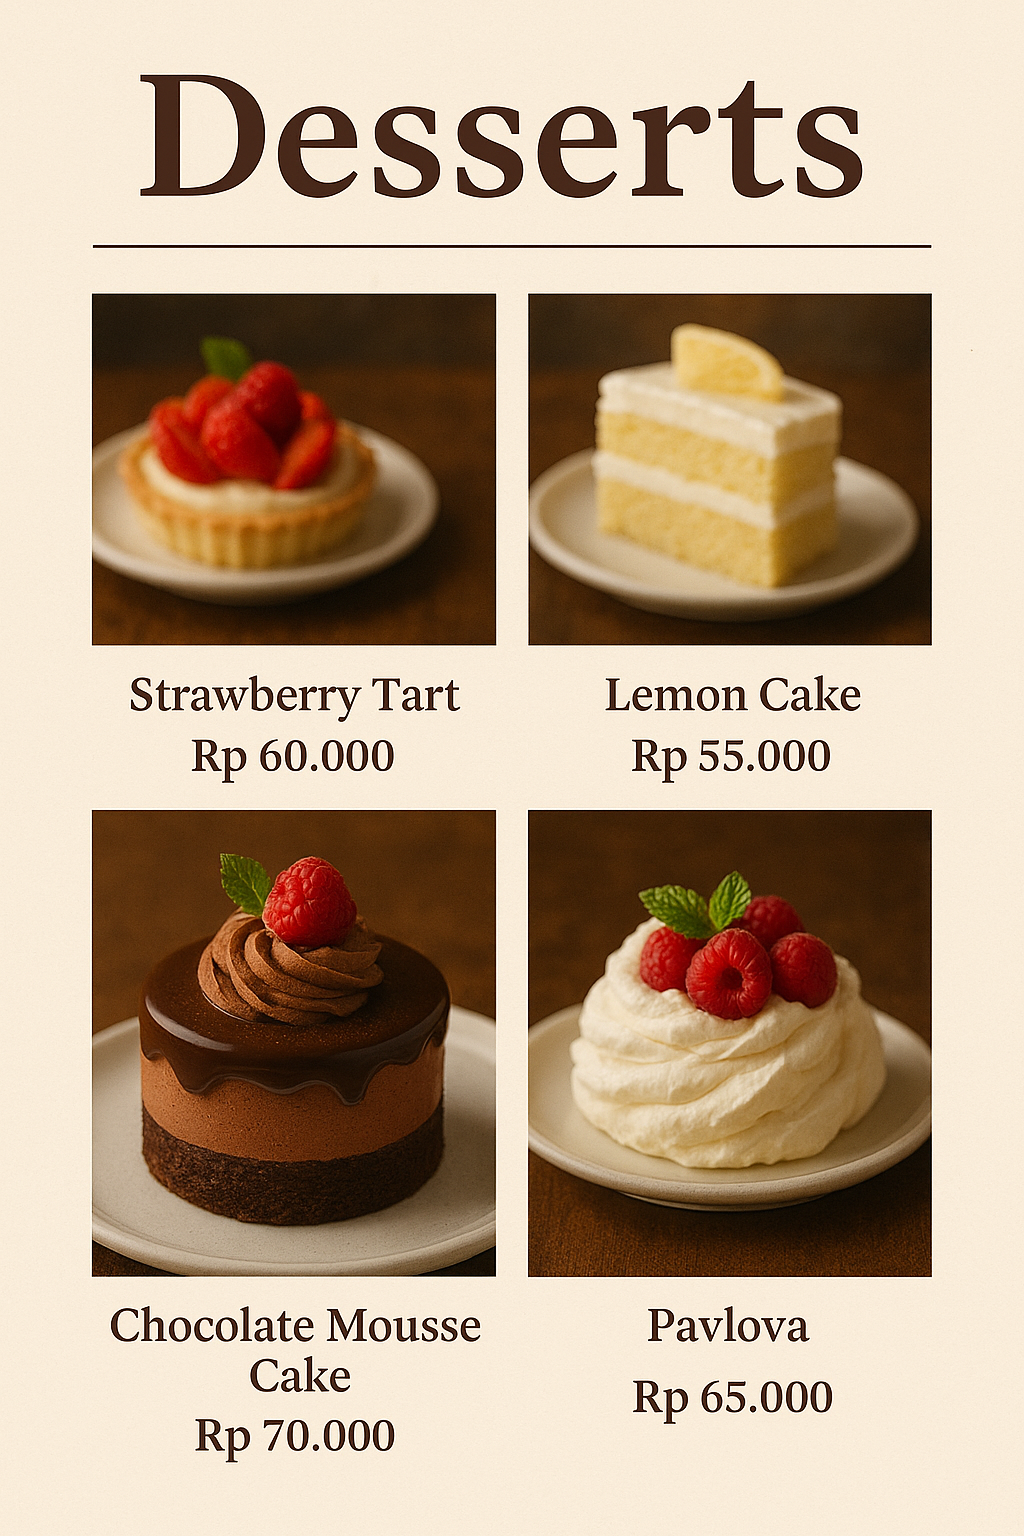 Desserts
Strawberry Tart
Rp 60.000
Lemon Cake
Rp 55.000
Chocolate Mousse
Cake
Rp 70.000
Pavlova
Rp 65.000